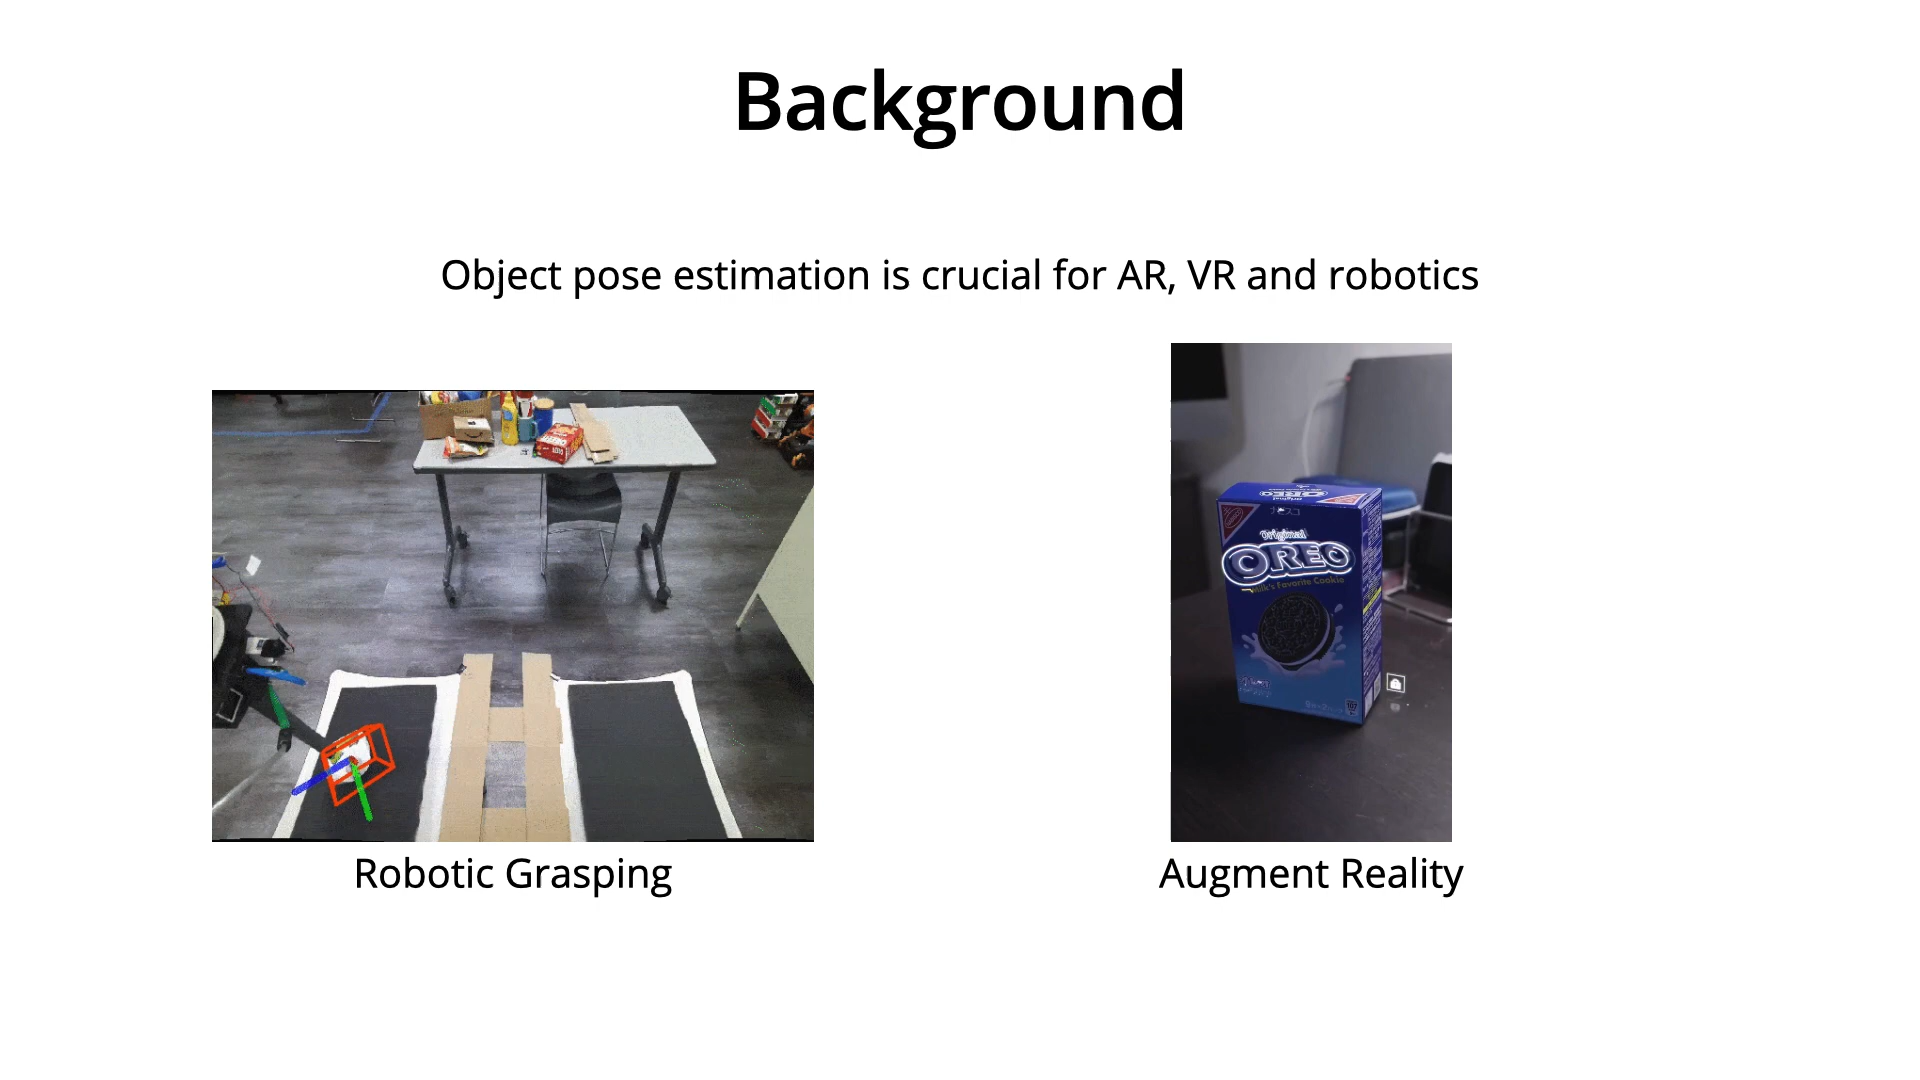 Background
Object pose estimation is crucial for AR, VR and robotics
OREO
Original
OREO
Milk's Favorite Cookie
Robotic Grasping
Augment Reality